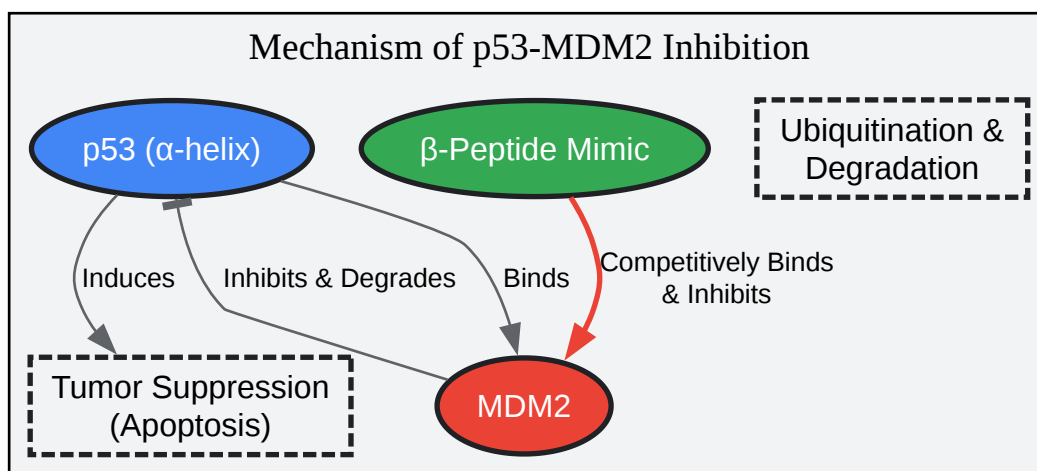 Mechanism of p53-MDM2 Inhibition
p53 (α-helix)
β-Peptide Mimic
Ubiquitination &
Degradation
Induces
Inhibits & Degrades
Binds
Competitively Binds
& Inhibits
Tumor Suppression
(Apoptosis)
MDM2